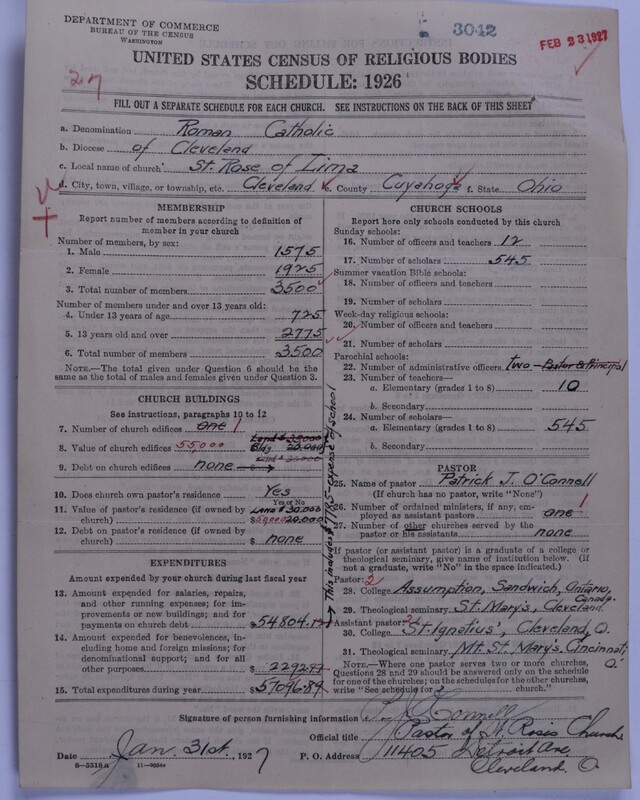 DEPARTMENT OF COMMERCE
BUREAU OF THE CENSUS
WASHINGTON
3042
FEB 23 1927
UNITED STATES CENSUS OF RELIGIOUS BODIES
SCHEDULE: 1926
FILL OUT A SEPARATE SCHEDULE FOR EACH CHURCH. SEE INSTRUCTIONS ON THE BACK OF THIS SHEET
a. Denomination Roman Catholic
b. Diocese of Cleveland
c. Local name of church St. Rose of Lima
d. City, town, village, or township, etc. Cleveland e. County Cuyahoga f. State Ohio
MEMBERSHIP
Report number of members according to definition of
member in your church
Number of members, by sex:
1. Male 1575
2. Female 1925
3. Total number of members 3500
Number of members under and over 13 years old:
4. Under 13 years of age 725
5. 13 years old and over 2775
6. Total number of members 3500
NOTE.—The total given under Question 6 should be the
same as the total of males and females given under Question 3.
CHURCH BUILDINGS
See instructions, paragraphs 10 to 12
7. Number of church edifices one 1
8. Value of church edifices 55,000
9. Debt on church edifices none
10. Does church own pastor's residence Yes
Yes or No
11. Value of pastor's residence (if owned by
church) $
12. Debt on pastor's residence (if owned by
church) $ none
EXPENDITURES
Amount expended by your church during last fiscal year
13. Amount expended for salaries, repairs,
and other running expenses; for im-
provements or new buildings; and for
payments on church debt $54804.
14. Amount expended for benevolences, in-
cluding home and foreign missions; for
denominational support; and for all
other purposes $ 2292.
15. Total expenditures during year $57096.89
This includes $7785 - expense of school
CHURCH SCHOOLS
Report here only schools conducted by this church
Sunday schools:
16. Number of officers and teachers 12
17. Number of scholars 545
Summer vacation Bible schools:
18. Number of officers and teachers
19. Number of scholars
Week-day religious schools:
20. Number of officers and teachers
21. Number of scholars
Parochial schools:
22. Number of administrative officers two - Pastor & Principal
23. Number of teachers—
a. Elementary (grades 1 to 8) 10
b. Secondary
24. Number of scholars—
a. Elementary (grades 1 to 8) 545
b. Secondary
PASTOR
25. Name of pastor Patrick J. O'Connell
(If church has no pastor, write "None")
26. Number of ordained ministers, if any, em-
ployed as assistant pastors one 1
27. Number of other churches served by the
pastor or his assistants none
If pastor (or assistant pastor) is a graduate of a college or
theological seminary, give name of institution below. (If
not a graduate, write "No" in the space indicated.)
Pastor: 2
28. College Assumption, Sandwich, Ontario, Canada.
29. Theological seminary St. Mary's, Cleveland.
Assistant pastor:
30. College St. Ignatius', Cleveland, O.
31. Theological seminary Mt. St. Mary's Cincinnati O.
NOTE.—Where one pastor serves two or more churches,
Questions 28 and 29 should be answered only on the schedule
for one of the churches; on the schedules for the other churches,
write "See schedule for church."
Signature of person furnishing information P. J. O'Connell
Official title Pastor of St. Roses Church
Date Jan. 31st, 1927 P. O. Address 11405 Detroit Ave
Cleveland. O
8—5318 A 11—9054